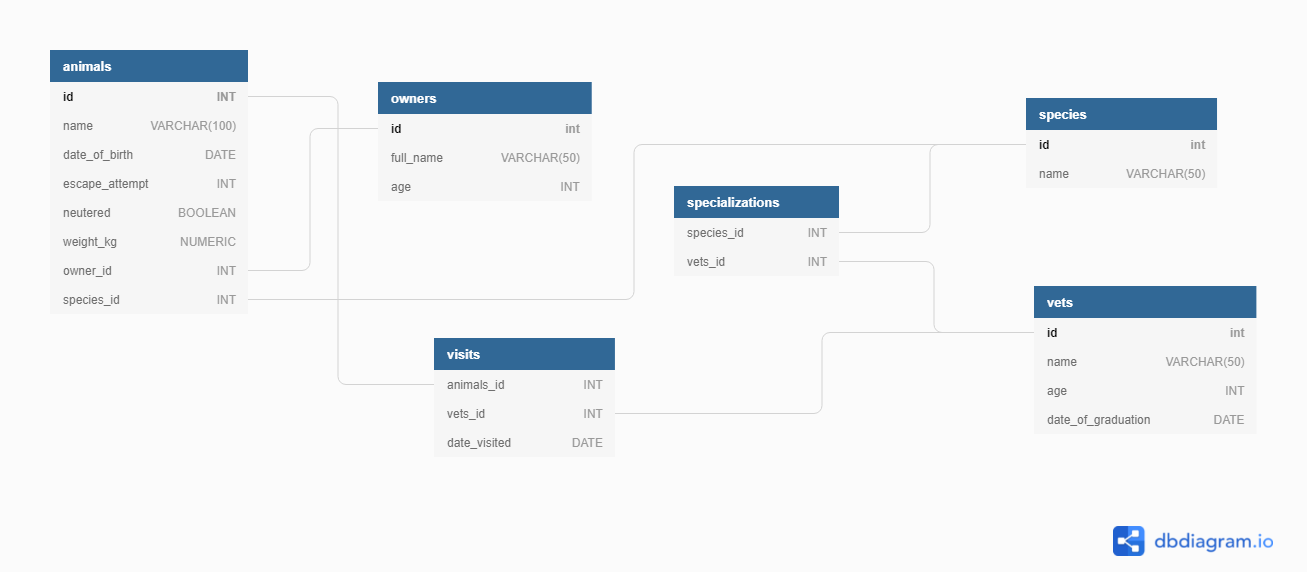 animals
id INT
name VARCHAR(100)
date_of_birth DATE
escape_attempt INT
neutered BOOLEAN
weight_kg NUMERIC
owner_id INT
species_id INT
owners
id int
full_name VARCHAR(50)
age INT
species
id int
name VARCHAR(50)
specializations
species_id INT
vets_id INT
vets
id int
name VARCHAR(50)
age INT
date_of_graduation DATE
visits
animals_id INT
vets_id INT
date_visited DATE
dbdiagram.io